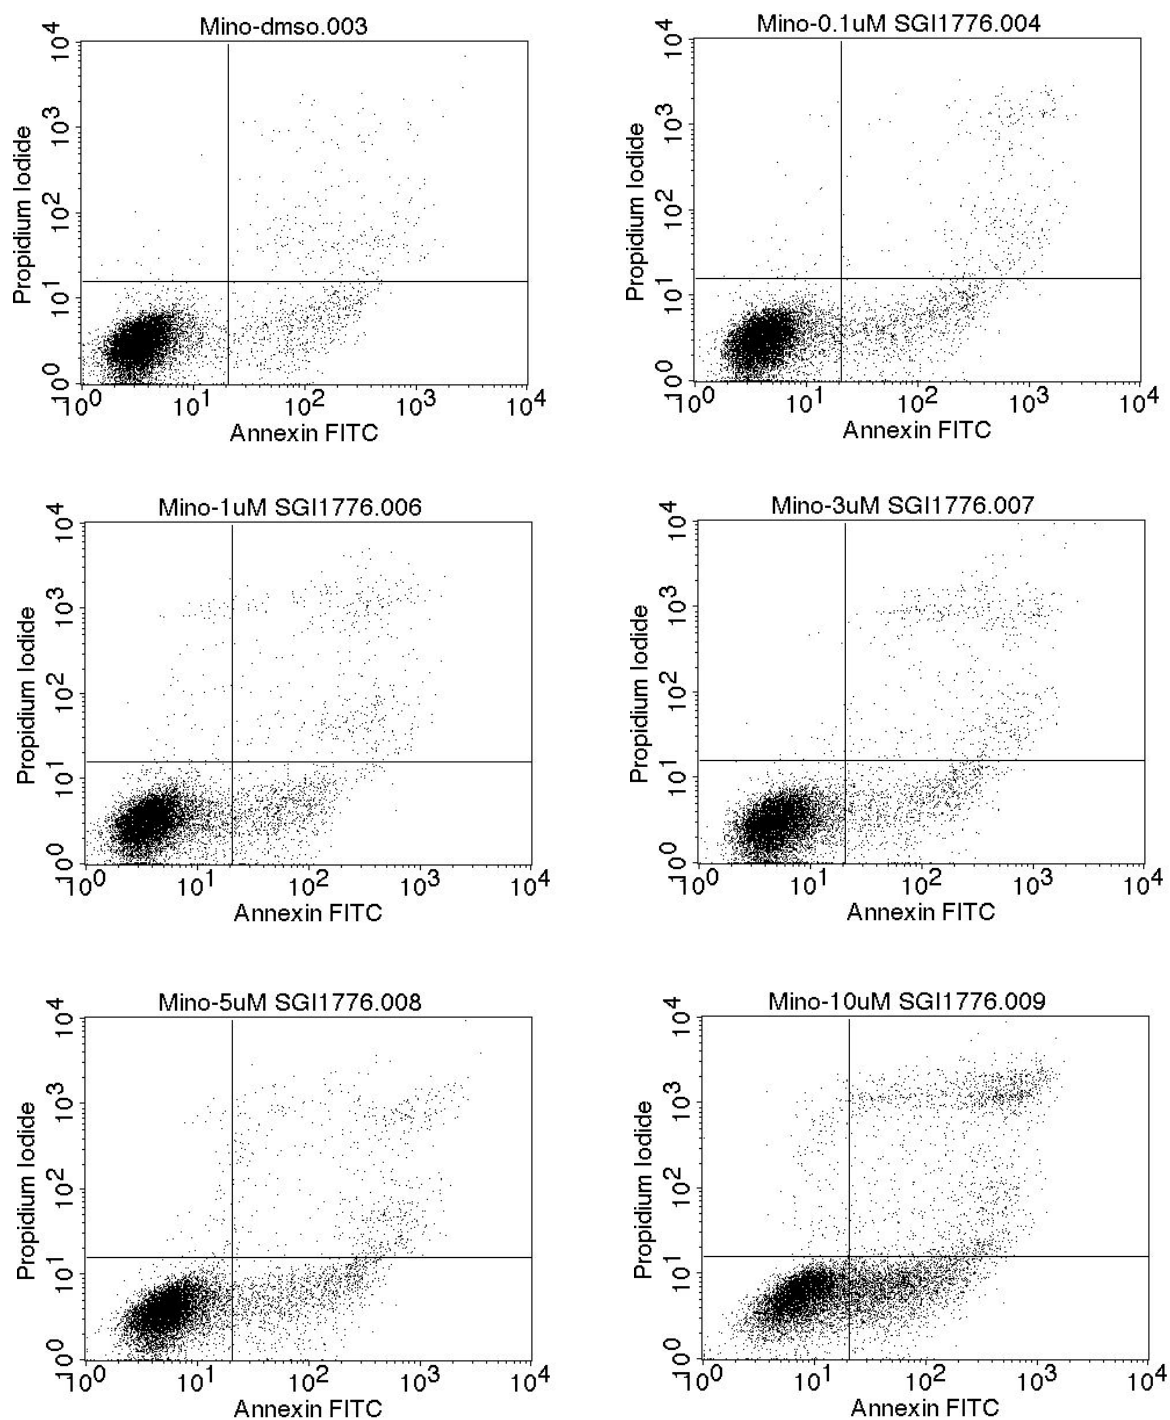 Mino-dmso.003
Propidium Iodide
10^4
10^3
10^2
10^1
10^0
10^0 10^1 10^2 10^3 10^4
Annexin FITC
Mino-0.1uM SGI1776.004
Propidium Iodide
10^4
10^3
10^2
10^1
10^0
10^0 10^1 10^2 10^3 10^4
Annexin FITC
Mino-1uM SGI1776.006
Propidium Iodide
10^4
10^3
10^2
10^1
10^0
10^0 10^1 10^2 10^3 10^4
Annexin FITC
Mino-3uM SGI1776.007
Propidium Iodide
10^4
10^3
10^2
10^1
10^0
10^0 10^1 10^2 10^3 10^4
Annexin FITC
Mino-5uM SGI1776.008
Propidium Iodide
10^4
10^3
10^2
10^1
10^0
10^0 10^1 10^2 10^3 10^4
Annexin FITC
Mino-10uM SGI1776.009
Propidium Iodide
10^4
10^3
10^2
10^1
10^0
10^0 10^1 10^2 10^3 10^4
Annexin FITC